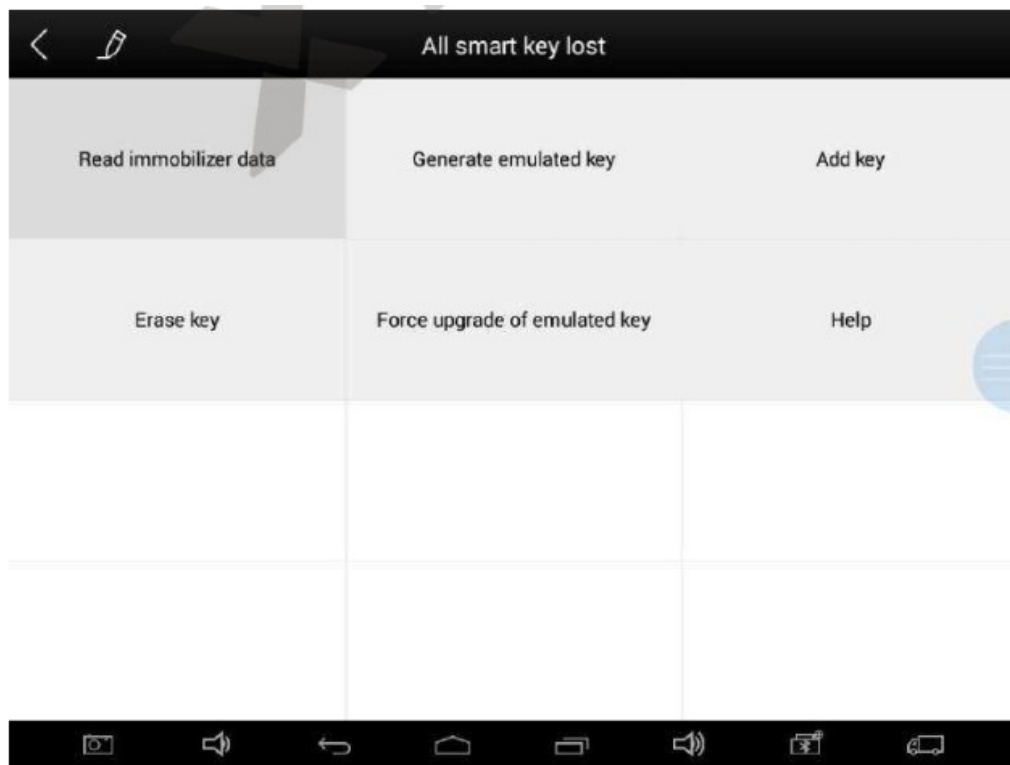 All smart key lost
Read immobilizer data
Generate emulated key
Add key
Erase key
Force upgrade of emulated key
Help